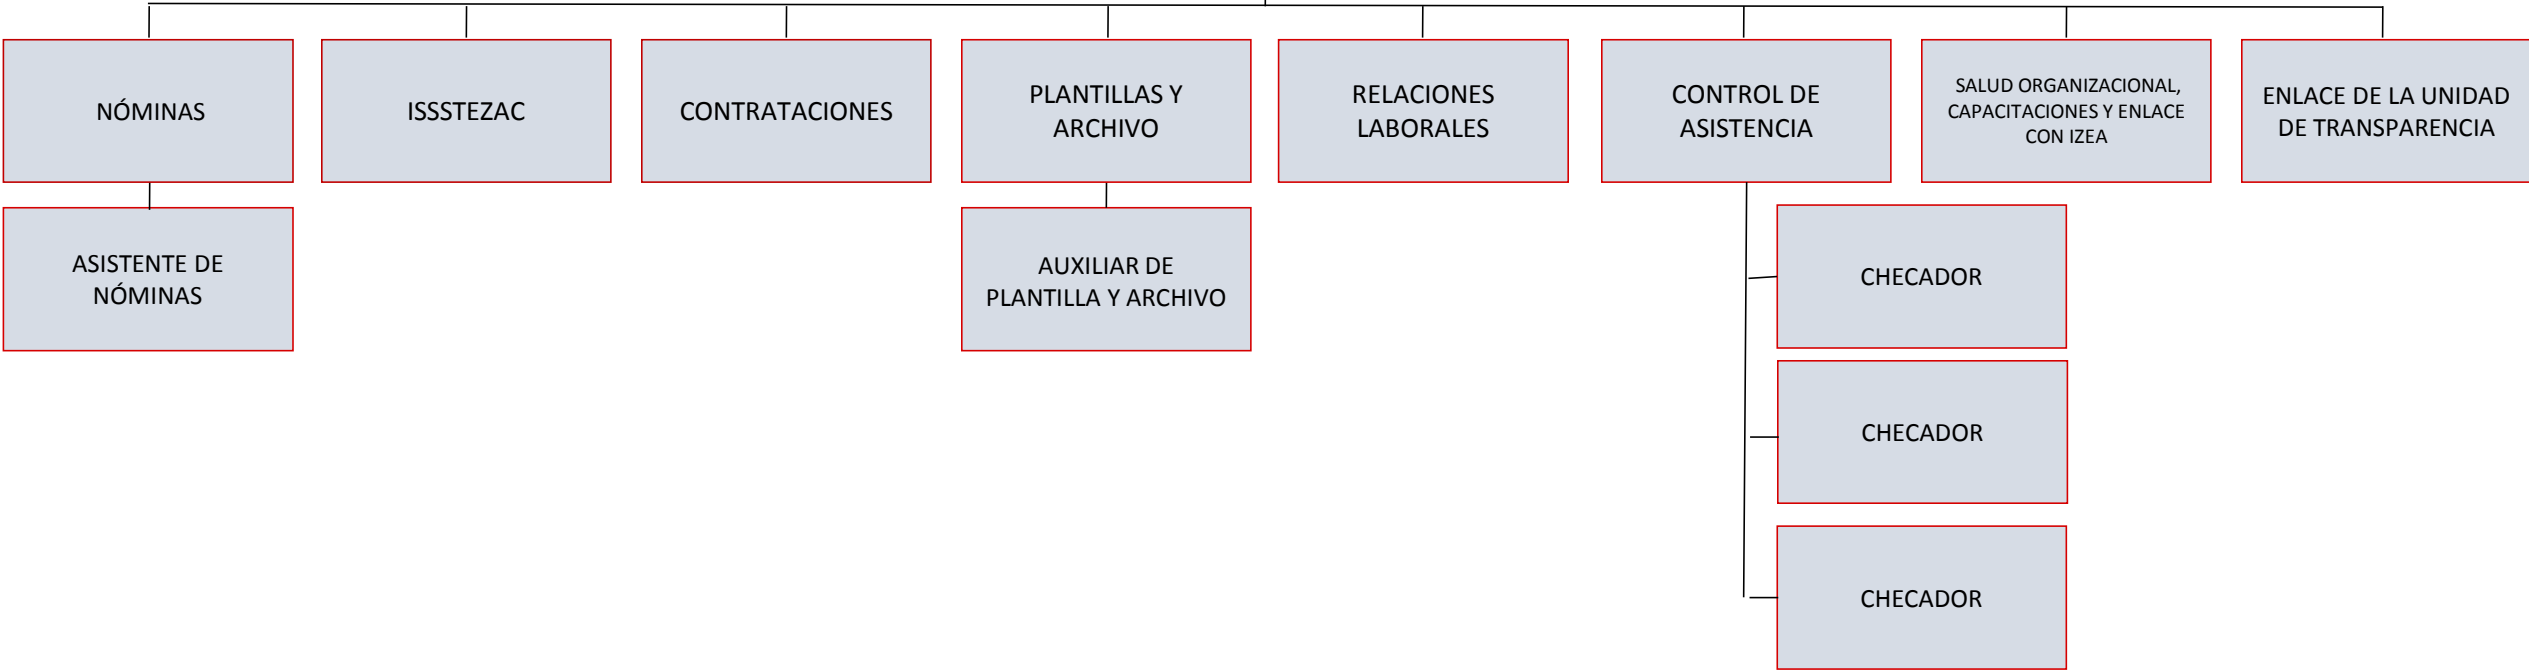 NÓMINAS
ISSSTEZAC
CONTRATACIONES
PLANTILLAS Y
ARCHIVO
RELACIONES
LABORALES
CONTROL DE
ASISTENCIA
SALUD ORGANIZACIONAL,
CAPACITACIONES Y ENLACE
CON IZEA
ENLACE DE LA UNIDAD
DE TRANSPARENCIA
ASISTENTE DE
NÓMINAS
AUXILIAR DE
PLANTILLA Y ARCHIVO
CHECADOR
CHECADOR
CHECADOR